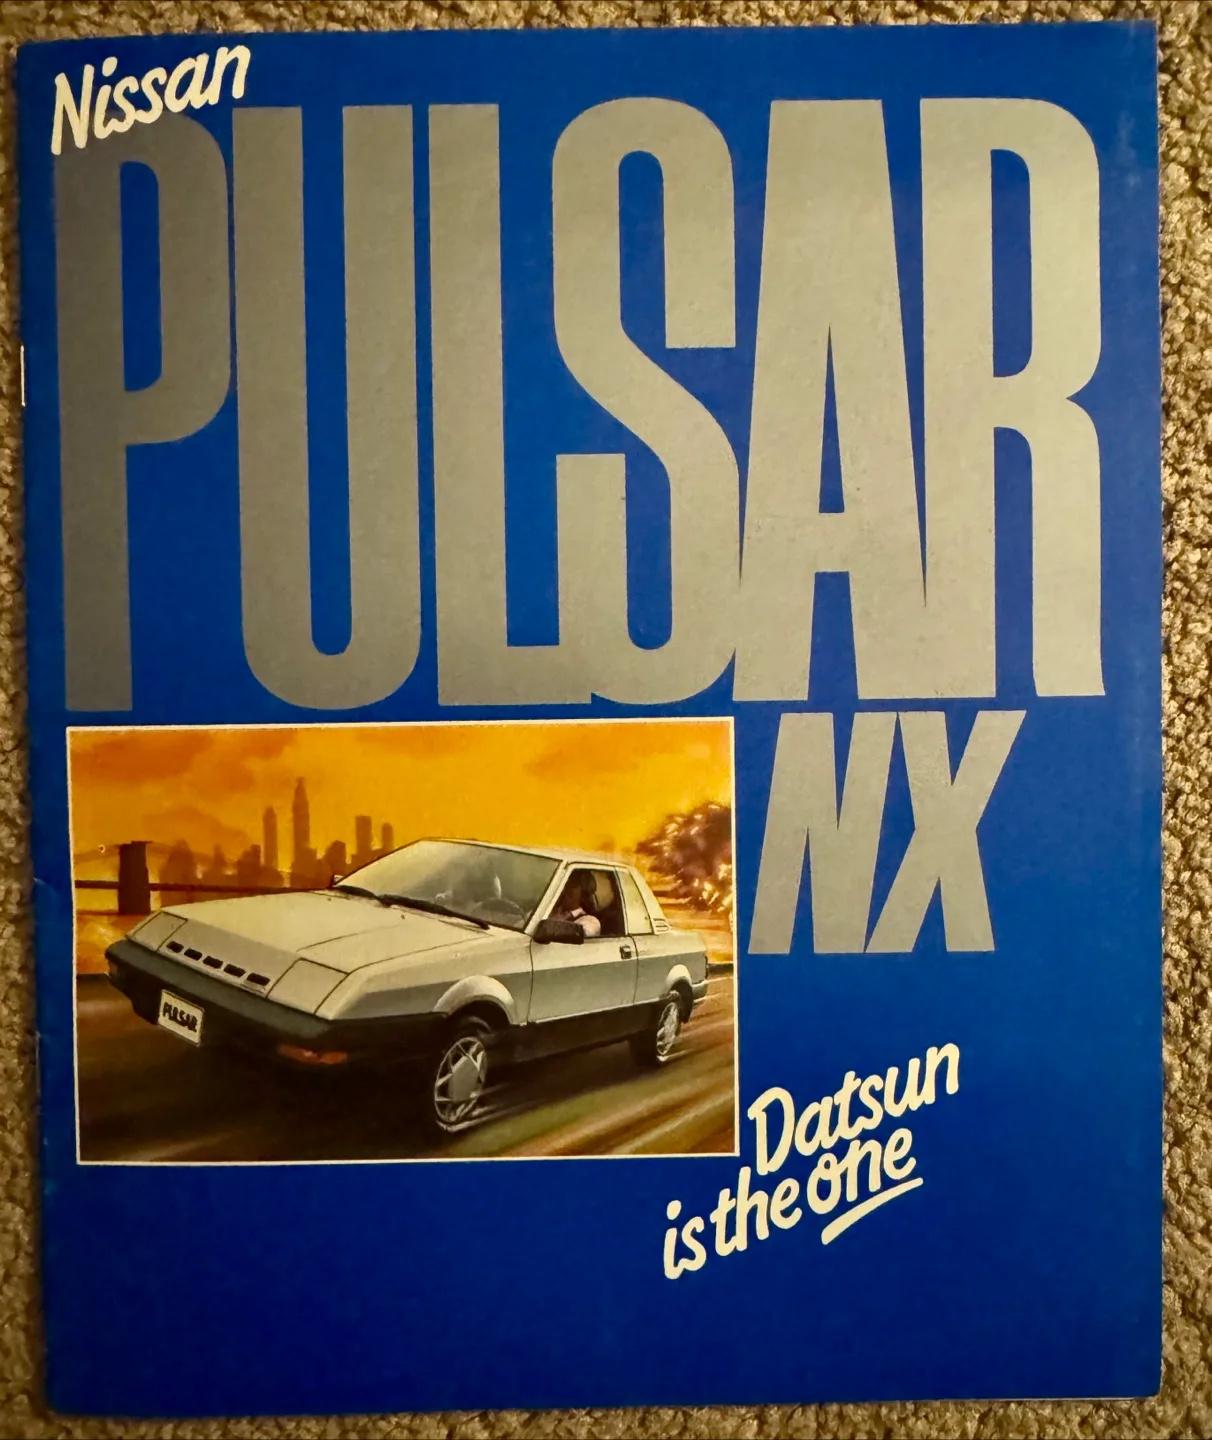 Nissan
PULSAR
NX
PULSAR
Datsun
is the one